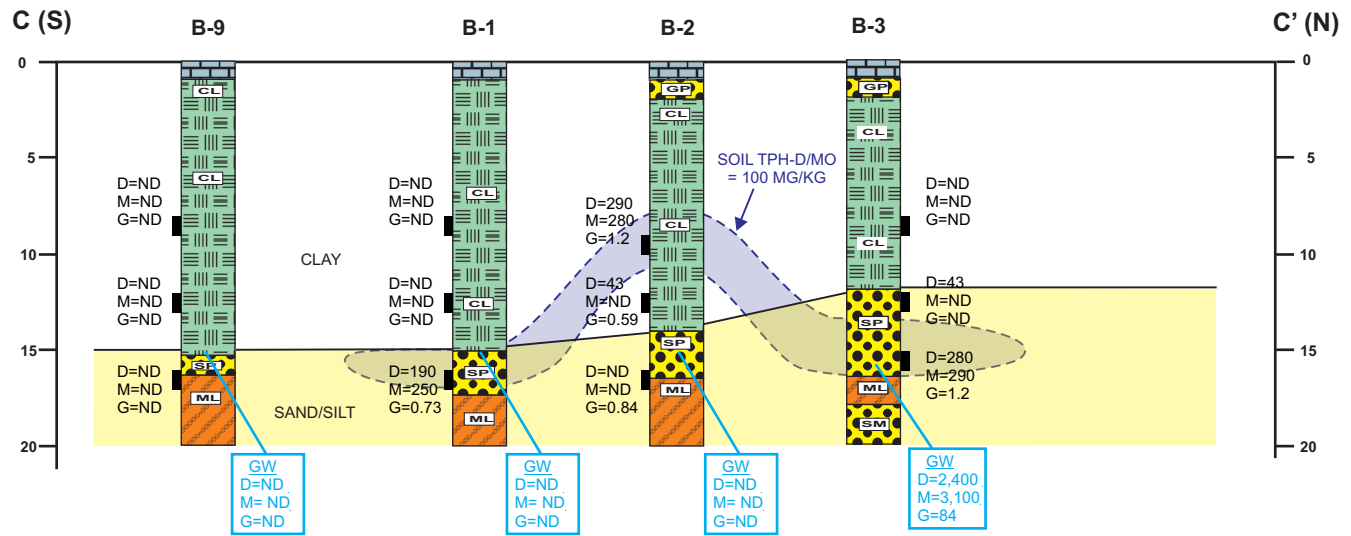 C (S)
B-9
B-1
B-2
B-3
C' (N)
0
0
CL
GP
GP
CL
CL
5
5
SOIL TPH-D/MO
= 100 MG/KG
CL
CL
D=ND
M=ND
G=ND
D=ND
M=ND
G=ND
D=290
M=280
G=1.2
D=ND
M=ND
G=ND
CL
CL
10
10
CLAY
D=ND
M=ND
G=ND
D=ND
M=ND
G=ND
CL
D=43
M=ND
G=0.59
D=43
M=ND
G=ND
SP
SP
15
15
SP
SP
D=ND
M=ND
G=ND
D=190
M=250
G=0.73
D=ND
M=ND
G=0.84
D=280
M=290
G=1.2
ML
ML
ML
ML
SAND/SILT
SM
20
20
GW
D=ND
M= ND
G=ND
GW
D=ND
M= ND
G=ND
GW
D=ND
M= ND
G=ND
GW
D=2,400
M=3,100
G=84